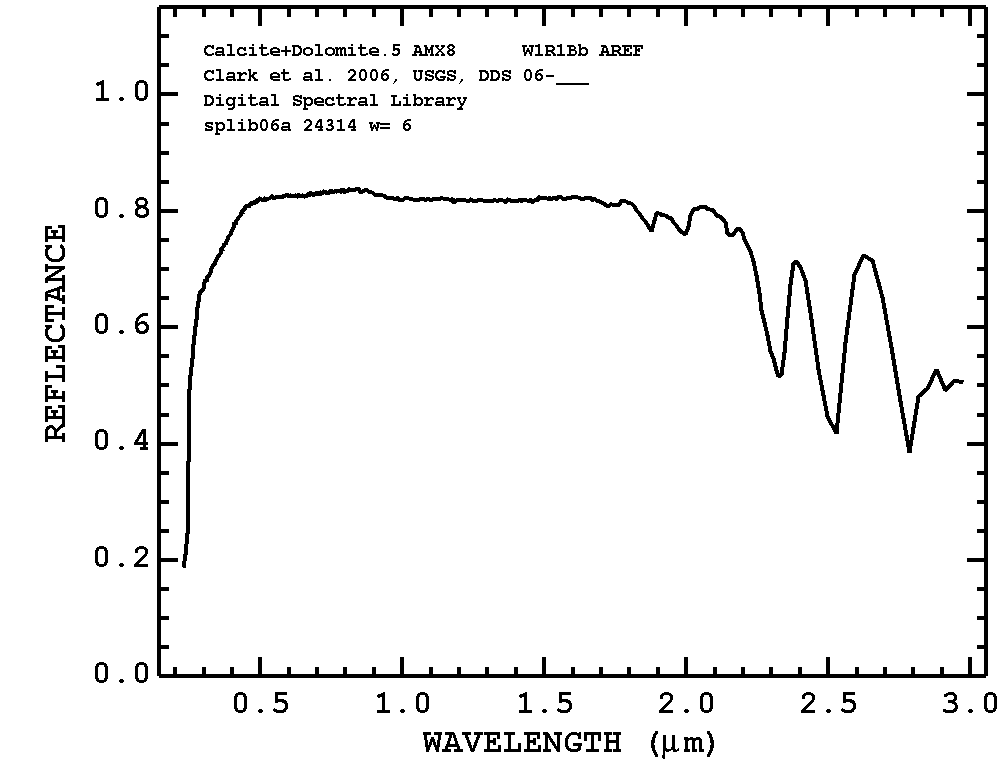 Calcite+Dolomite.5 AMX8 W1R1Bb AREF
Clark et al. 2006, USGS, DDS 06-___
Digital Spectral Library
splib06a 24314 w= 6
1.0
0.8
0.6
0.4
0.2
0.0
REFLECTANCE
0.5 1.0 1.5 2.0 2.5 3.0
WAVELENGTH (μm)